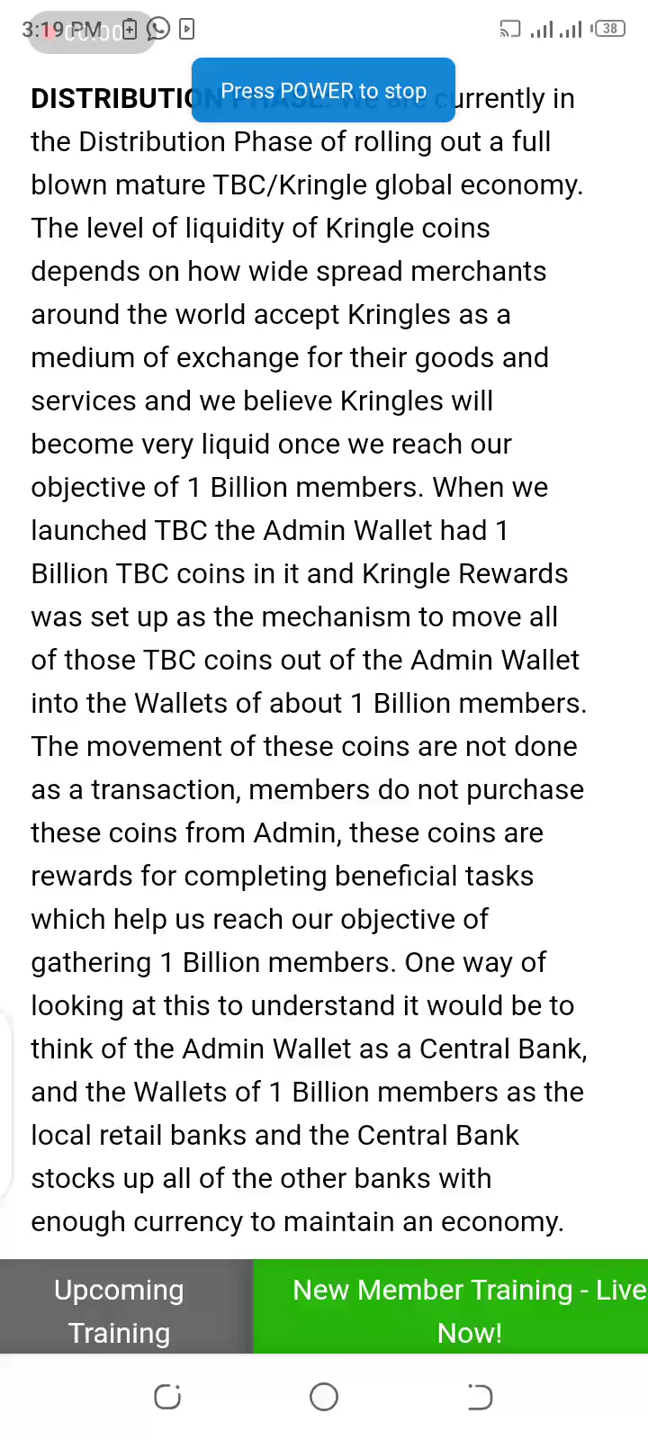 3:19 PM
38
Press POWER to stop
DISTRIBUTION PHASE. We are currently in
the Distribution Phase of rolling out a full
blown mature TBC/Kringle global economy.
The level of liquidity of Kringle coins
depends on how wide spread merchants
around the world accept Kringles as a
medium of exchange for their goods and
services and we believe Kringles will
become very liquid once we reach our
objective of 1 Billion members. When we
launched TBC the Admin Wallet had 1
Billion TBC coins in it and Kringle Rewards
was set up as the mechanism to move all
of those TBC coins out of the Admin Wallet
into the Wallets of about 1 Billion members.
The movement of these coins are not done
as a transaction, members do not purchase
these coins from Admin, these coins are
rewards for completing beneficial tasks
which help us reach our objective of
gathering 1 Billion members. One way of
looking at this to understand it would be to
think of the Admin Wallet as a Central Bank,
and the Wallets of 1 Billion members as the
local retail banks and the Central Bank
stocks up all of the other banks with
enough currency to maintain an economy.
Upcoming
Training
New Member Training - Live
Now!